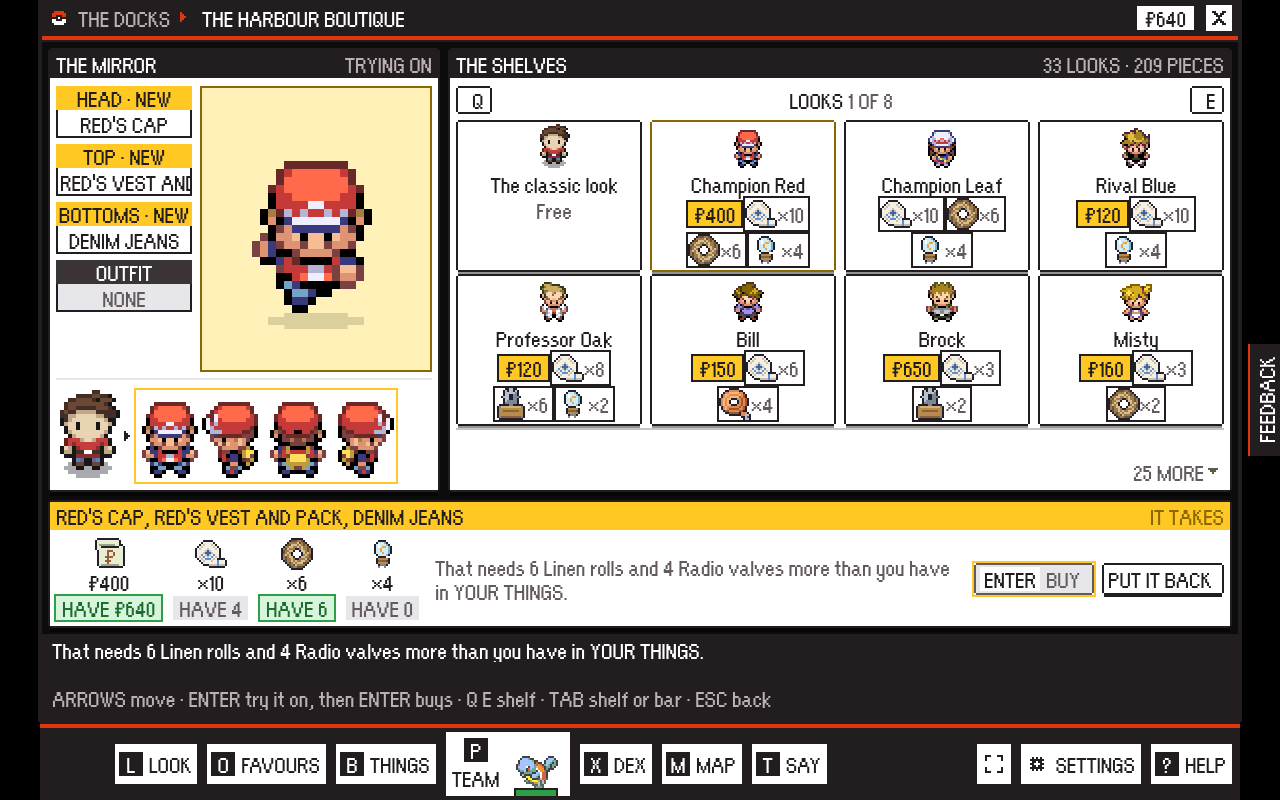 THE DOCKS THE HARBOUR BOUTIQUE ₽640 X
THE MIRROR TRYING ON
HEAD · NEW
RED'S CAP
TOP · NEW
RED'S VEST AND
BOTTOMS · NEW
DENIM JEANS
OUTFIT
NONE
THE SHELVES 33 LOOKS · 209 PIECES
Q LOOKS 1 OF 8 E
The classic look
Free
Champion Red
₽400 ×10
×6 ×4
Champion Leaf
×10 ×6
×4
Rival Blue
₽120 ×10
×4
Professor Oak
₽120 ×8
×6 ×2
Bill
₽150 ×6
×4
Brock
₽650 ×3
×2
Misty
₽160 ×3
×2
25 MORE
RED'S CAP, RED'S VEST AND PACK, DENIM JEANS IT TAKES
₽400 ×10 ×6 ×4
HAVE ₽640 HAVE 4 HAVE 6 HAVE 0
That needs 6 Linen rolls and 4 Radio valves more than you have
in YOUR THINGS.
ENTER BUY PUT IT BACK
That needs 6 Linen rolls and 4 Radio valves more than you have in YOUR THINGS.
ARROWS move · ENTER try it on, then ENTER buys · Q E shelf · TAB shelf or bar · ESC back
L LOOK O FAVOURS B THINGS P TEAM X DEX M MAP T SAY SETTINGS ? HELP
FEEDBACK